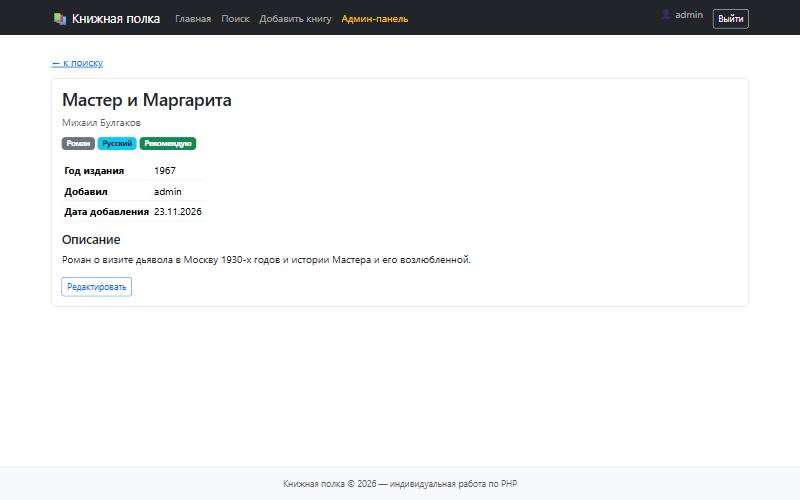 Книжная полка Главная Поиск Добавить книгу Админ-панель admin Выйти
← к поиску
Мастер и Маргарита
Михаил Булгаков
Роман Русский Рекомендую
Год издания 1967
Добавил admin
Дата добавления 23.11.2026
Описание
Роман о визите дьявола в Москву 1930-х годов и истории Мастера и его возлюбленной.
Редактировать
Книжная полка © 2026 — индивидуальная работа по PHP